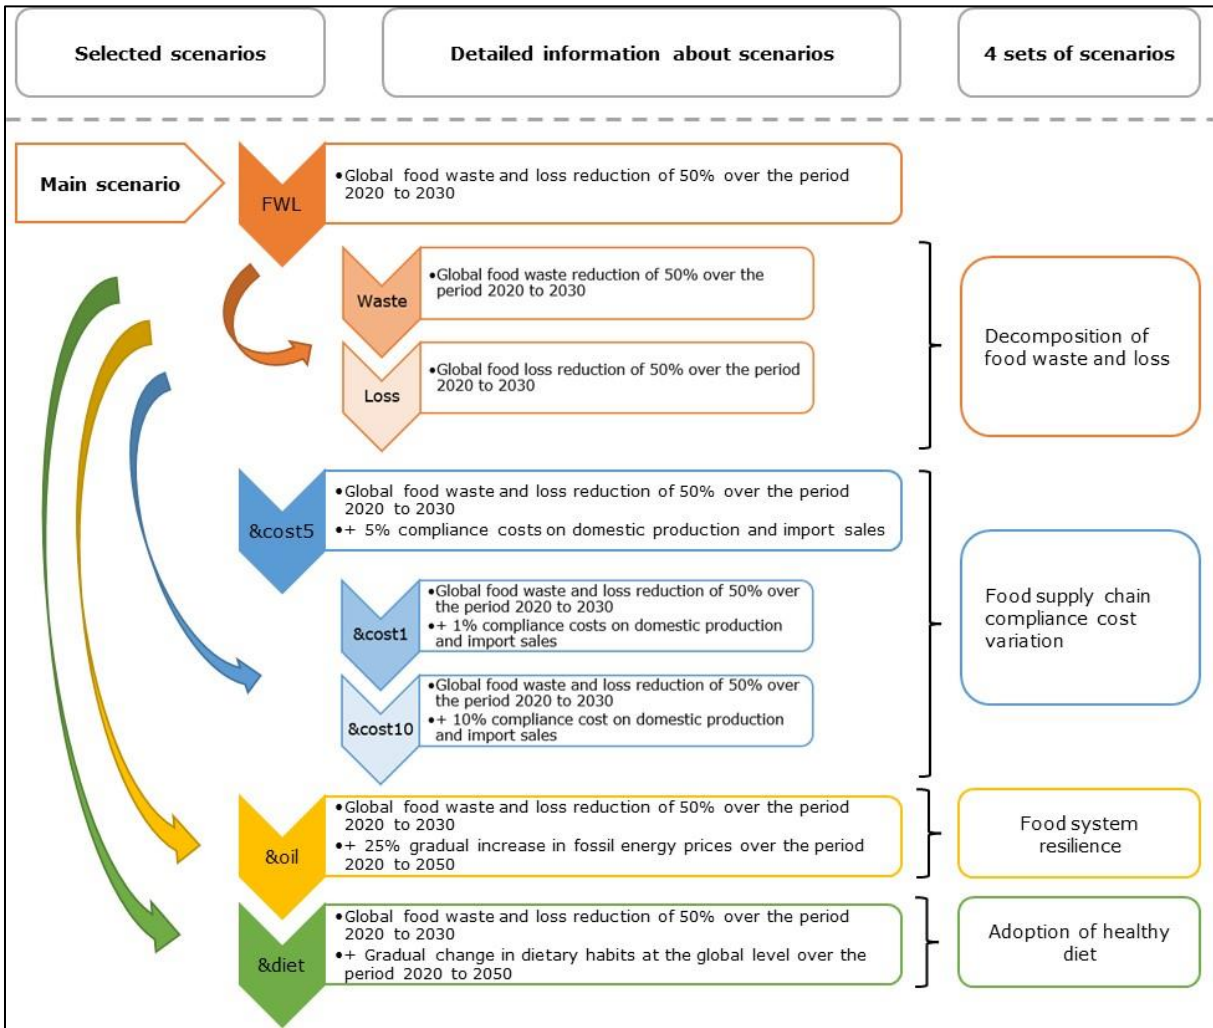 Selected scenarios
Detailed information about scenarios
4 sets of scenarios
Main scenario
FWL
•Global food waste and loss reduction of 50% over the period
2020 to 2030
Waste
•Global food waste reduction of 50% over the
period 2020 to 2030
Loss
•Global food loss reduction of 50% over the period
2020 to 2030
Decomposition of
food waste and loss
&cost5
•Global food waste and loss reduction of 50% over the period
2020 to 2030
•+ 5% compliance costs on domestic production and import sales
&cost1
•Global food waste and loss reduction of 50% over
the period 2020 to 2030
•+ 1% compliance costs on domestic production
and import sales
&cost10
•Global food waste and loss reduction of 50% over
the period 2020 to 2030
•+ 10% compliance cost on domestic production
and import sales
Food supply chain
compliance cost
variation
&oil
•Global food waste and loss reduction of 50% over the period
2020 to 2030
•+ 25% gradual increase in fossil energy prices over the period
2020 to 2050
Food system
resilience
&diet
•Global food waste and loss reduction of 50% over the period
2020 to 2030
•+ Gradual change in dietary habits at the global level over the
period 2020 to 2050
Adoption of healthy
diet